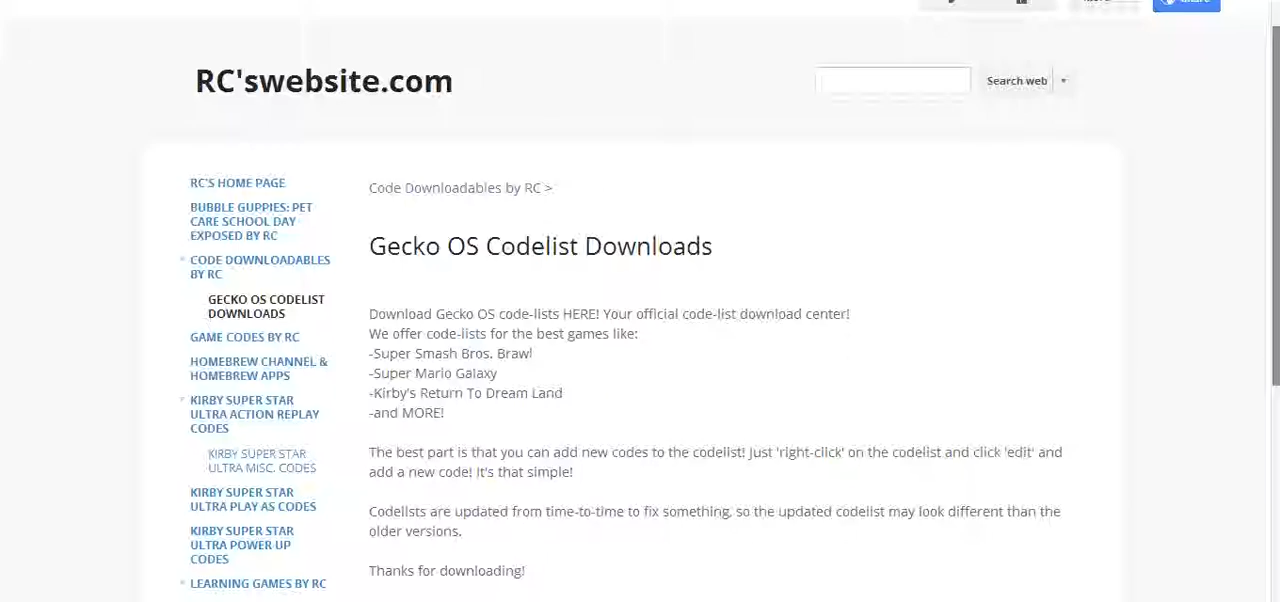 RC'swebsite.com
Search web
RC'S HOME PAGE
BUBBLE GUPPIES: PET
CARE SCHOOL DAY
EXPOSED BY RC
CODE DOWNLOADABLES
BY RC
GECKO OS CODELIST
DOWNLOADS
GAME CODES BY RC
HOMEBREW CHANNEL &
HOMEBREW APPS
KIRBY SUPER STAR
ULTRA ACTION REPLAY
CODES
KIRBY SUPER STAR
ULTRA MISC. CODES
KIRBY SUPER STAR
ULTRA PLAY AS CODES
KIRBY SUPER STAR
ULTRA POWER UP
CODES
LEARNING GAMES BY RC
Code Downloadables by RC >
Gecko OS Codelist Downloads
Download Gecko OS code-lists HERE! Your official code-list download center!
We offer code-lists for the best games like:
-Super Smash Bros. Brawl
-Super Mario Galaxy
-Kirby's Return To Dream Land
-and MORE!
The best part is that you can add new codes to the codelist! Just 'right-click' on the codelist and click 'edit' and
add a new code! It's that simple!
Codelists are updated from time-to-time to fix something, so the updated codelist may look different than the
older versions.
Thanks for downloading!